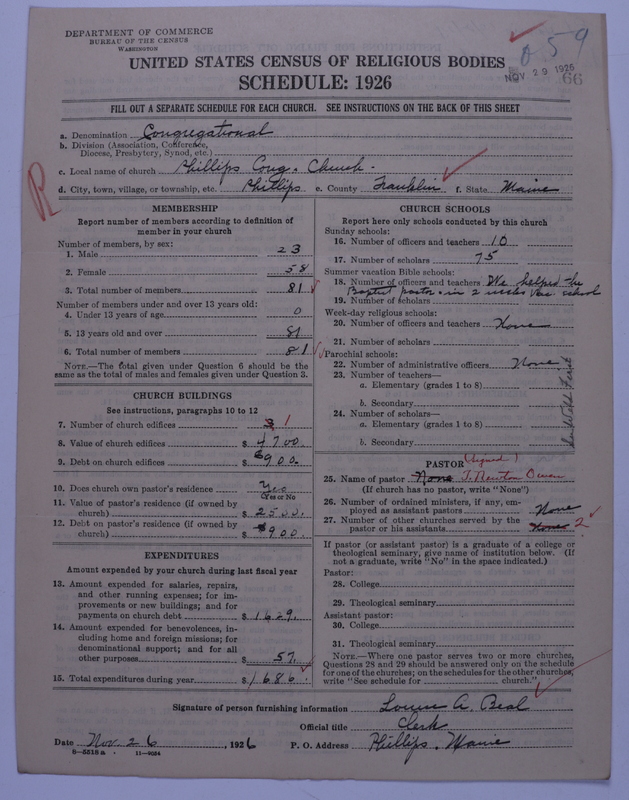 DEPARTMENT OF COMMERCE
BUREAU OF THE CENSUS
WASHINGTON
NOV 29 1926
66
UNITED STATES CENSUS OF RELIGIOUS BODIES
SCHEDULE: 1926
FILL OUT A SEPARATE SCHEDULE FOR EACH CHURCH. SEE INSTRUCTIONS ON THE BACK OF THIS SHEET
a. Denomination Congregational
b. Division (Association, Conference,
Diocese, Presbytery, Synod, etc.)
c. Local name of church Phillips Cong. Church.
d. City, town, village, or township, etc. Phillips e. County Franklin f. State Maine
MEMBERSHIP
Report number of members according to definition of
member in your church
Number of members, by sex:
1. Male 23
2. Female 58
3. Total number of members 81
Number of members under and over 13 years old:
4. Under 13 years of age 0
5. 13 years old and over 81
6. Total number of members 81
NOTE.—The total given under Question 6 should be
same as the total of males and females given under Question 3.
CHURCH BUILDINGS
See instructions, paragraphs 10 to 12
7. Number of church edifices 3 1
8. Value of church edifices $ 4700.
9. Debt on church edifices $900.
10. Does church own pastor's residence Yes
(Yes or No)
11. Value of pastor's residence (if owned by
church) $ 2500.
12. Debt on pastor's residence (if owned by
church) $900.
EXPENDITURES
Amount expended by your church during last fiscal year
13. Amount expended for salaries, repairs,
and other running expenses; for im-
provements or new buildings; and for
payments on church debt $ 1629.
14. Amount expended for benevolences, in-
cluding home and foreign missions; for
denominational support; and for all
other purposes $ 57.
15. Total expenditures during year $ 1686.
CHURCH SCHOOLS
Report here only schools conducted by this church
Sunday schools:
16. Number of officers and teachers 10
17. Number of scholars 75
Summer vacation Bible schools:
18. Number of officers and teachers We helped the
Baptist pastor in 2 weeks Vac school
19. Number of scholars
Week-day religious schools:
20. Number of officers and teachers None
21. Number of scholars
Parochial schools:
22. Number of administrative officers None
23. Number of teachers—
a. Elementary (grades 1 to 8)
b. Secondary
24. Number of scholars—
a. Elementary (grades 1 to 8)
b. Secondary
PASTOR
25. Name of pastor None
(If church has no pastor, write "None")
26. Number of ordained ministers, if any, em-
ployed as assistant pastors None
27. Number of other churches served by the
pastor or his assistants None 2
If pastor (or assistant pastor) is a graduate of a college or
theological seminary, give name of institution below. (If
not a graduate, write "No" in the space indicated.)
Pastor:
28. College
29. Theological seminary
Assistant pastor:
30. College
31. Theological seminary
NOTE.—Where one pastor serves two or more churches,
Questions 28 and 29 should be answered only on the schedule
for one of the churches; on the schedules for the other churches,
write "See schedule for church."
Signature of person furnishing information A. Beal
Official title Clerk
Date Nov. 26, 1926 P. O. Address Phillips, Maine
8—5518 a 11—9054